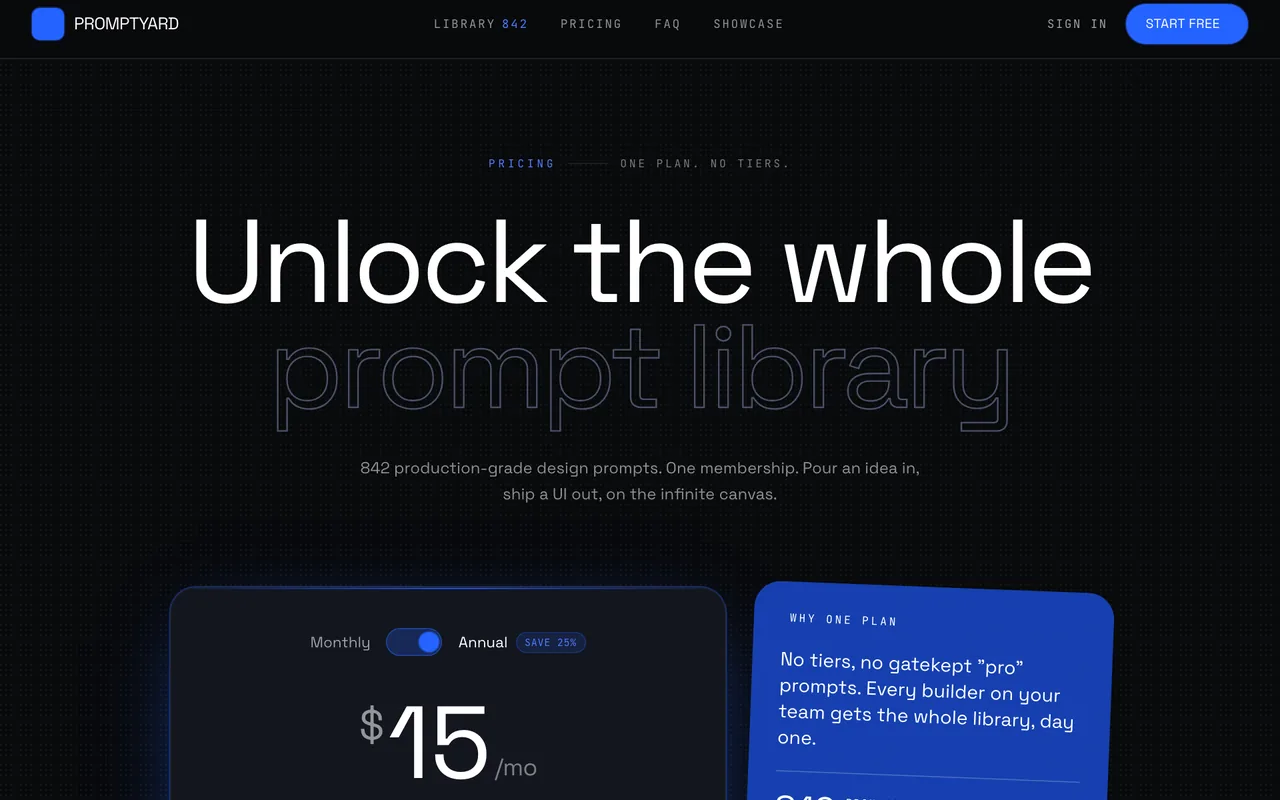 PROMPTYARD
LIBRARY 842 PRICING FAQ SHOWCASE
SIGN IN
START FREE
PRICING ONE PLAN. NO TIERS.
Unlock the whole
prompt library
842 production-grade design prompts. One membership. Pour an idea in,
ship a UI out, on the infinite canvas.
Monthly Annual SAVE 25%
$15/mo
WHY ONE PLAN
No tiers, no gatekept "pro"
prompts. Every builder on your
team gets the whole library, day
one.